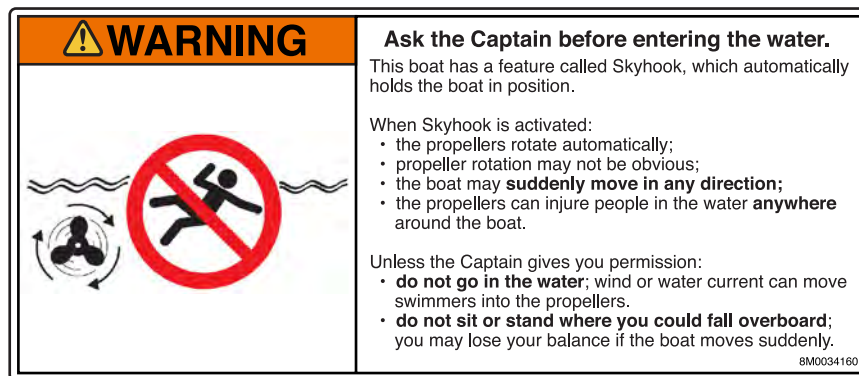 WARNING
Ask the Captain before entering the water.
This boat has a feature called Skyhook, which automatically
holds the boat in position.
When Skyhook is activated:
• the propellers rotate automatically;
• propeller rotation may not be obvious;
• the boat may suddenly move in any direction;
• the propellers can injure people in the water anywhere
around the boat.
Unless the Captain gives you permission:
• do not go in the water; wind or water current can move
swimmers into the propellers.
• do not sit or stand where you could fall overboard;
you may lose your balance if the boat moves suddenly.
8M0034160